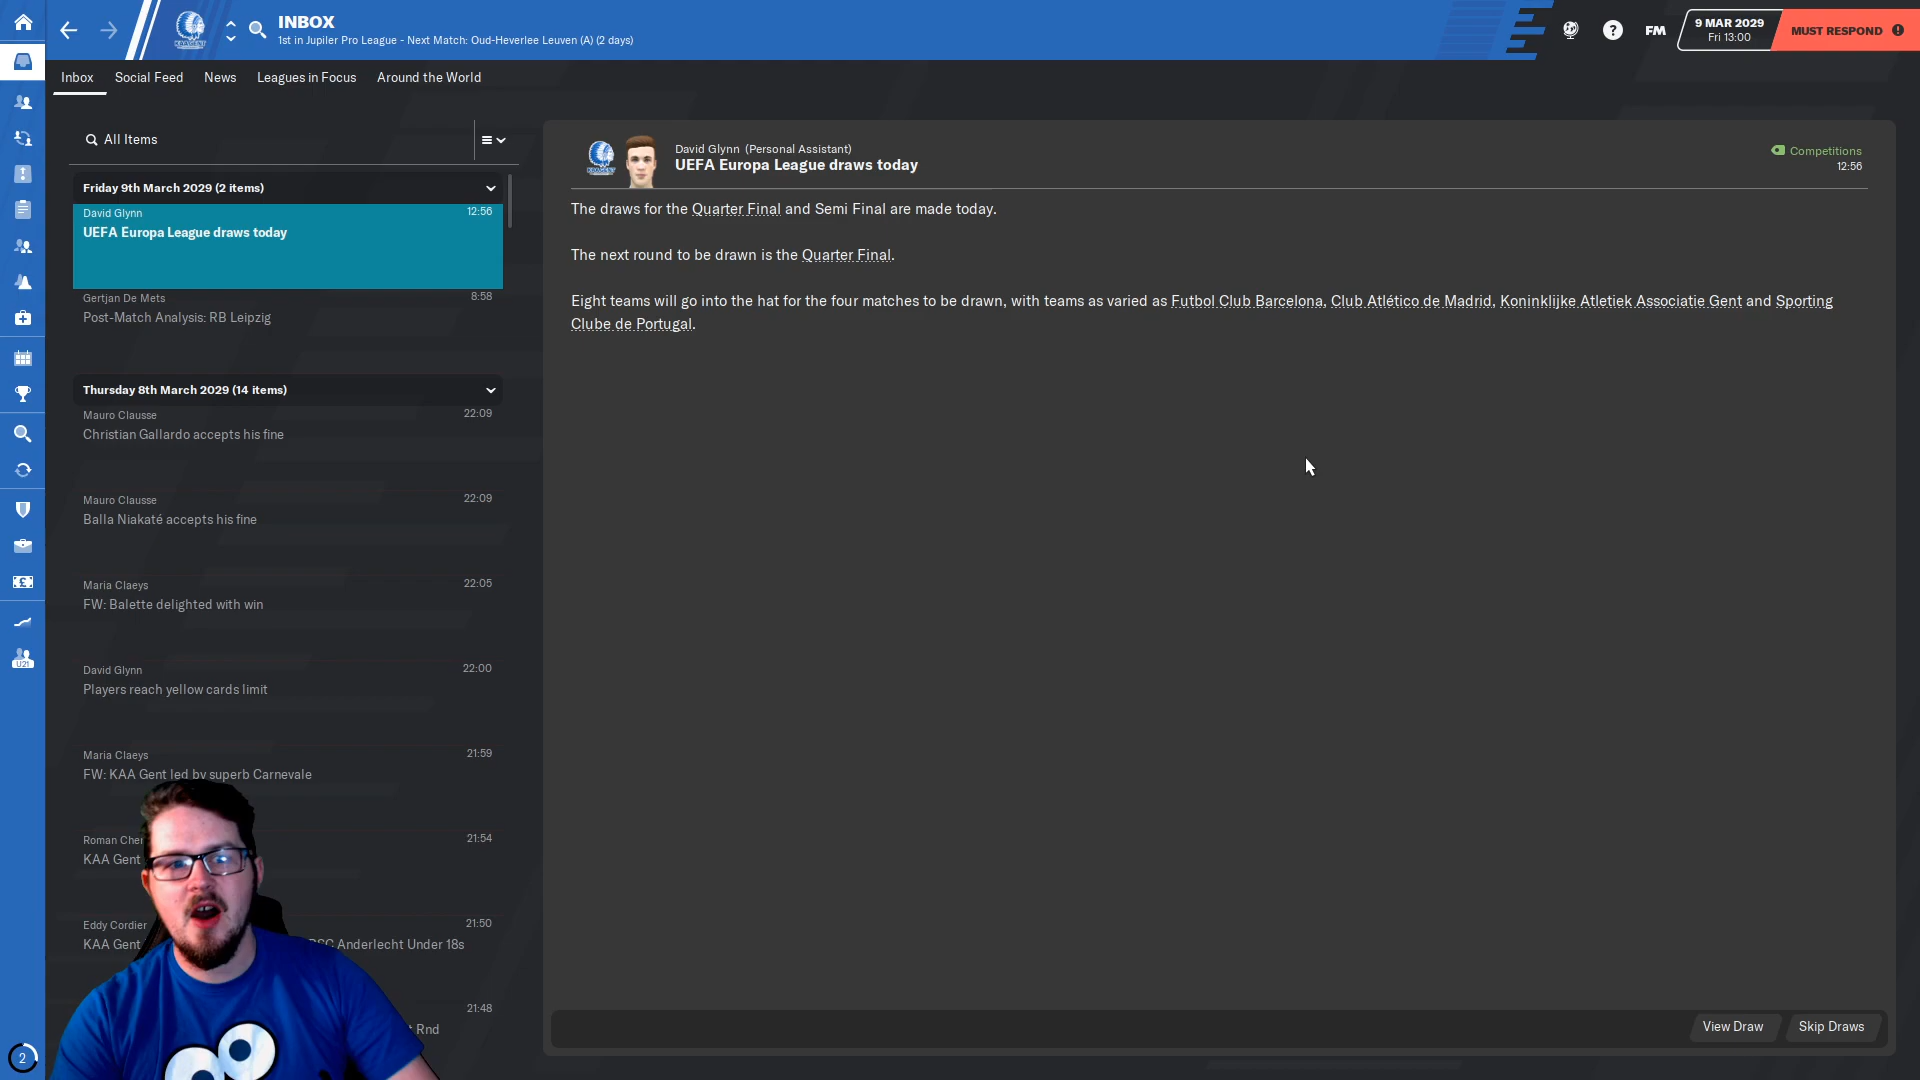 INBOX
1st in Jupiler Pro League - Next Match: Oud-Heverlee Leuven (A) (2 days)
FM
9 MAR 2029
Fri 13:00
MUST RESPOND
Inbox Social Feed News Leagues in Focus Around the World
All Items
Friday 9th March 2029 (2 items)
David Glynn 12:56
UEFA Europa League draws today
Gertjan De Mets 8:58
Post-Match Analysis: RB Leipzig
Thursday 8th March 2029 (14 items)
Mauro Clausse 22:09
Christian Gallardo accepts his fine
Mauro Clausse 22:09
Balla Niakaté accepts his fine
Maria Claeys 22:05
FW: Balette delighted with win
David Glynn 22:00
Players reach yellow cards limit
Maria Claeys 21:59
FW: KAA Gent led by superb Carnevale
Roman Cher 21:54
KAA Gent
Eddy Cordier 21:50
KAA Gent RSC Anderlecht Under 18s
21:48
Rnd
U21
2
David Glynn (Personal Assistant)
UEFA Europa League draws today
Competitions
12:56
The draws for the Quarter Final and Semi Final are made today.
The next round to be drawn is the Quarter Final.
Eight teams will go into the hat for the four matches to be drawn, with teams as varied as Futbol Club Barcelona, Club Atlético de Madrid, Koninklijke Atletiek Associatie Gent and Sporting
Clube de Portugal.
View Draw Skip Draws